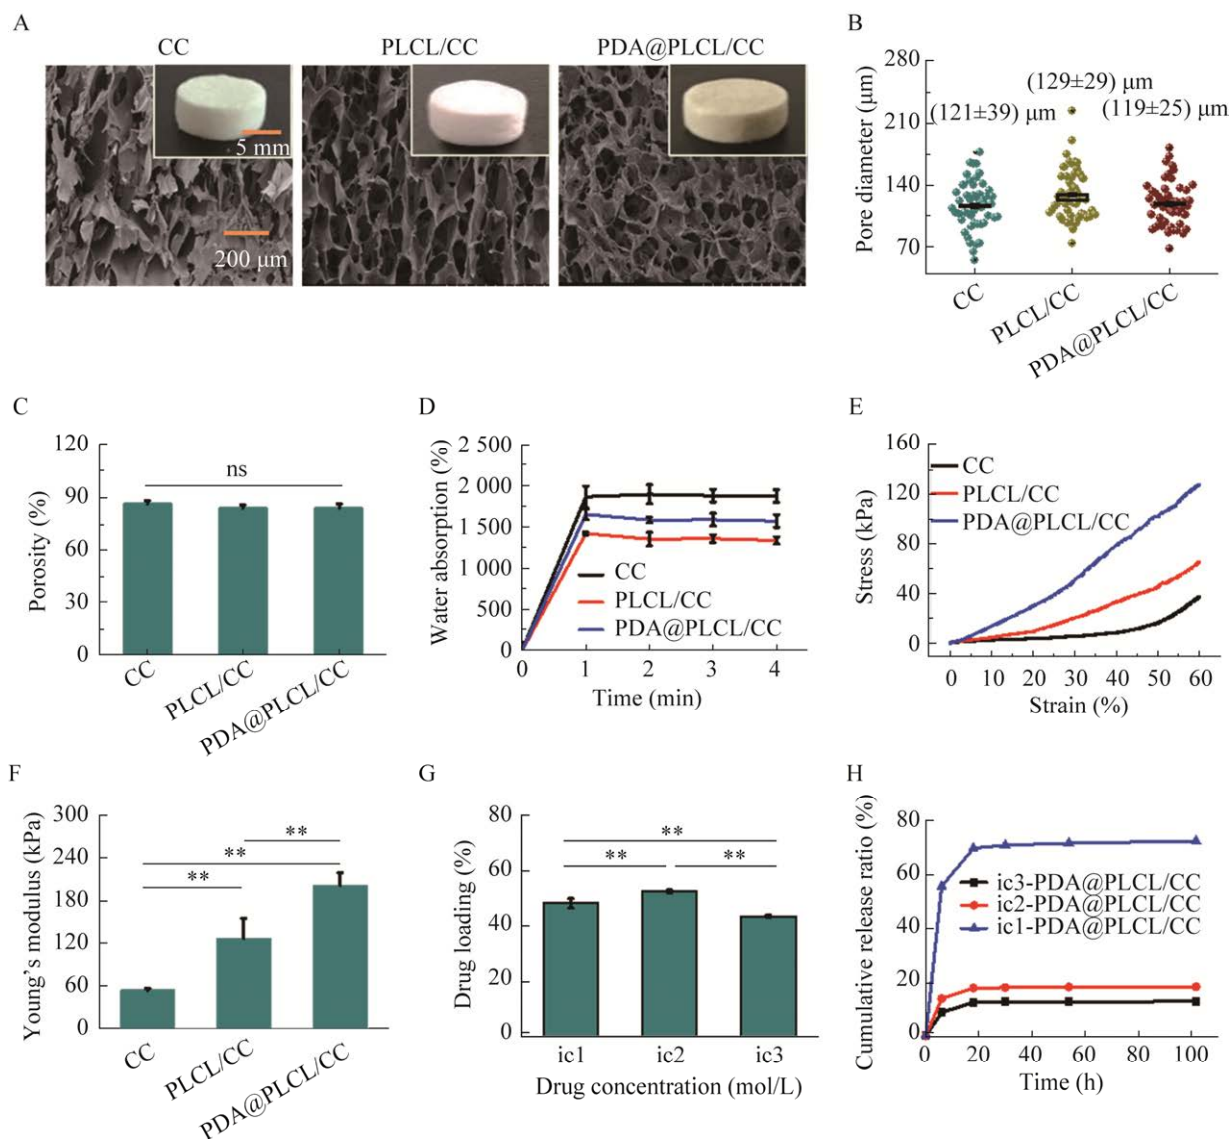 A
CC
PLCL/CC
PDA@PLCL/CC
5 mm
200 μm
B
Pore diameter (μm)
280
210
140
70
(121±39) μm
(129±29) μm
(119±25) μm
CC
PLCL/CC
PDA@PLCL/CC
C
Porosity (%)
120
90
60
30
0
ns
CC
PLCL/CC
PDA@PLCL/CC
D
Water absorption (%)
2 500
2 000
1 500
1 000
500
0
CC
PLCL/CC
PDA@PLCL/CC
0 1 2 3 4
Time (min)
E
Stress (kPa)
160
120
80
40
0
CC
PLCL/CC
PDA@PLCL/CC
0 10 20 30 40 50 60
Strain (%)
F
Young's modulus (kPa)
300
240
180
120
60
0
**
**
**
CC
PLCL/CC
PDA@PLCL/CC
G
Drug loading (%)
80
60
40
20
0
**
** **
ic1 ic2 ic3
Drug concentration (mol/L)
H
Cumulative release ratio (%)
80
60
40
20
0
ic3-PDA@PLCL/CC
ic2-PDA@PLCL/CC
ic1-PDA@PLCL/CC
0 20 40 60 80 100
Time (h)